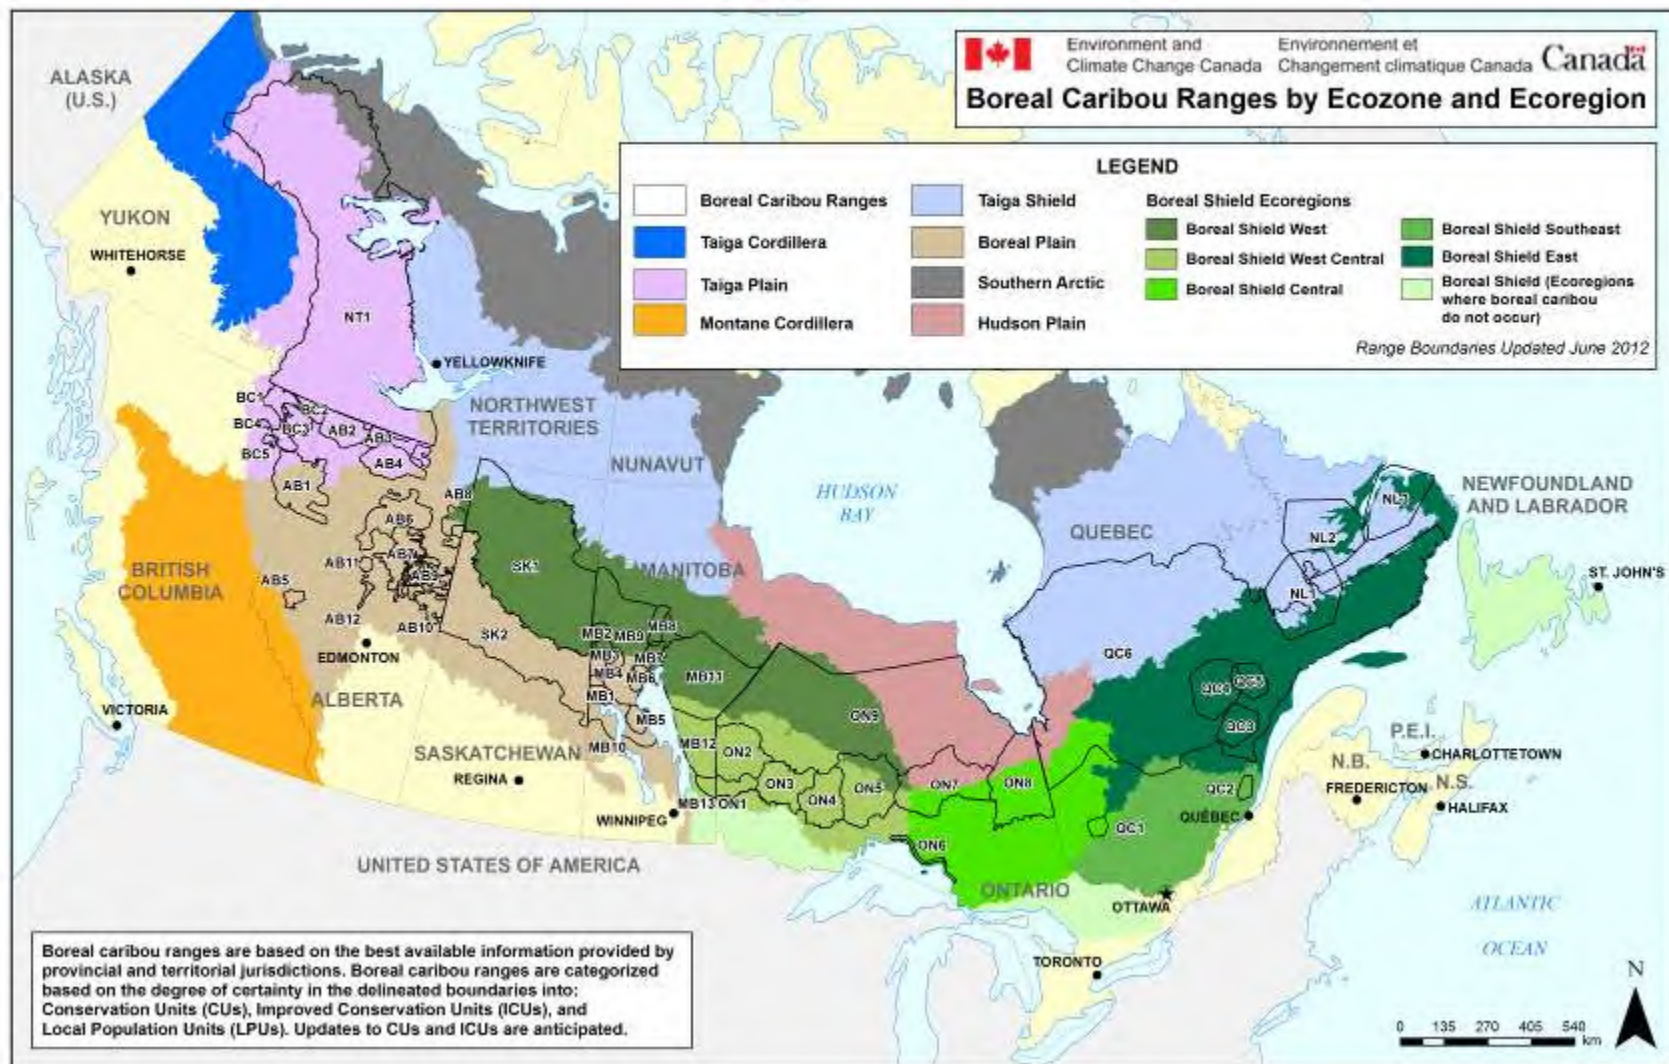 Environment and
Climate Change Canada
Environnement et
Changement climatique Canada
Canada
Boreal Caribou Ranges by Ecozone and Ecoregion
LEGEND
Boreal Caribou Ranges
Taiga Cordillera
Taiga Plain
Montane Cordillera
Taiga Shield
Boreal Plain
Southern Arctic
Hudson Plain
Boreal Shield Ecoregions
Boreal Shield West
Boreal Shield West Central
Boreal Shield Central
Boreal Shield Southeast
Boreal Shield East
Boreal Shield (Ecoregions
where boreal caribou
do not occur)
Range Boundaries Updated June 2012
ALASKA
(U.S.)
YUKON
WHITEHORSE
NT1
YELLOWKNIFE
NORTHWEST
TERRITORIES
NUNAVUT
BC1
BC2
BC4
BC3
AB2
AB3
BC5
AB4
AB1
AB8
AB6
AB7
AB11
AB9
AB5
AB12
AB10
BRITISH
COLUMBIA
EDMONTON
ALBERTA
VICTORIA
SK1
SK2
SASKATCHEWAN
REGINA
MANITOBA
MB2
MB9
MB8
MB3
MB7
MB4
MB6
MB1
MB5
MB10
MB11
MB12
MB13
WINNIPEG
HUDSON
BAY
ON9
ON2
ON3
ON4
ON5
ON7
ON8
ON1
ON6
ONTARIO
OTTAWA
TORONTO
QUEBEC
QC6
QC4
QC5
QC3
QC2
QC1
QUÉBEC
NL3
NL2
NL1
NEWFOUNDLAND
AND LABRADOR
ST. JOHN'S
P.E.I.
CHARLOTTETOWN
N.B.
FREDERICTON
N.S.
HALIFAX
UNITED STATES OF AMERICA
ATLANTIC
OCEAN
Boreal caribou ranges are based on the best available information provided by
provincial and territorial jurisdictions. Boreal caribou ranges are categorized
based on the degree of certainty in the delineated boundaries into:
Conservation Units (CUs), Improved Conservation Units (ICUs), and
Local Population Units (LPUs). Updates to CUs and ICUs are anticipated.
N
0 135 270 405 540
km